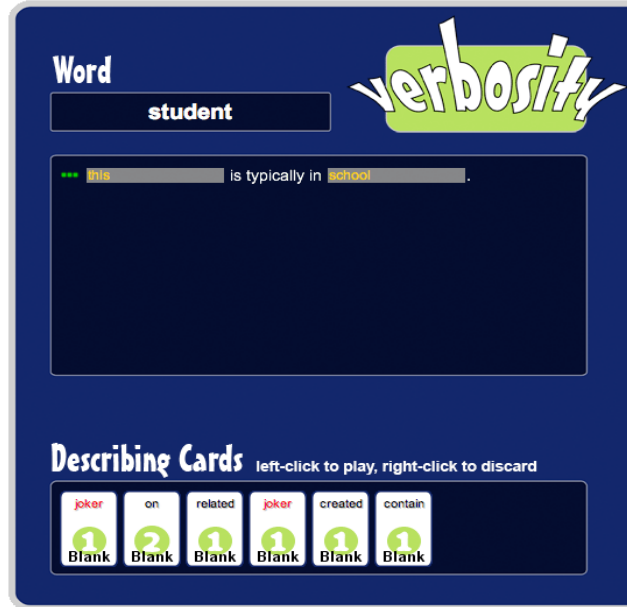 Word
verbosity
student
••• this is typically in school .
Describing Cards left-click to play, right-click to discard
joker on related joker created contain
1 2 1 1 1 1
Blank Blank Blank Blank Blank Blank